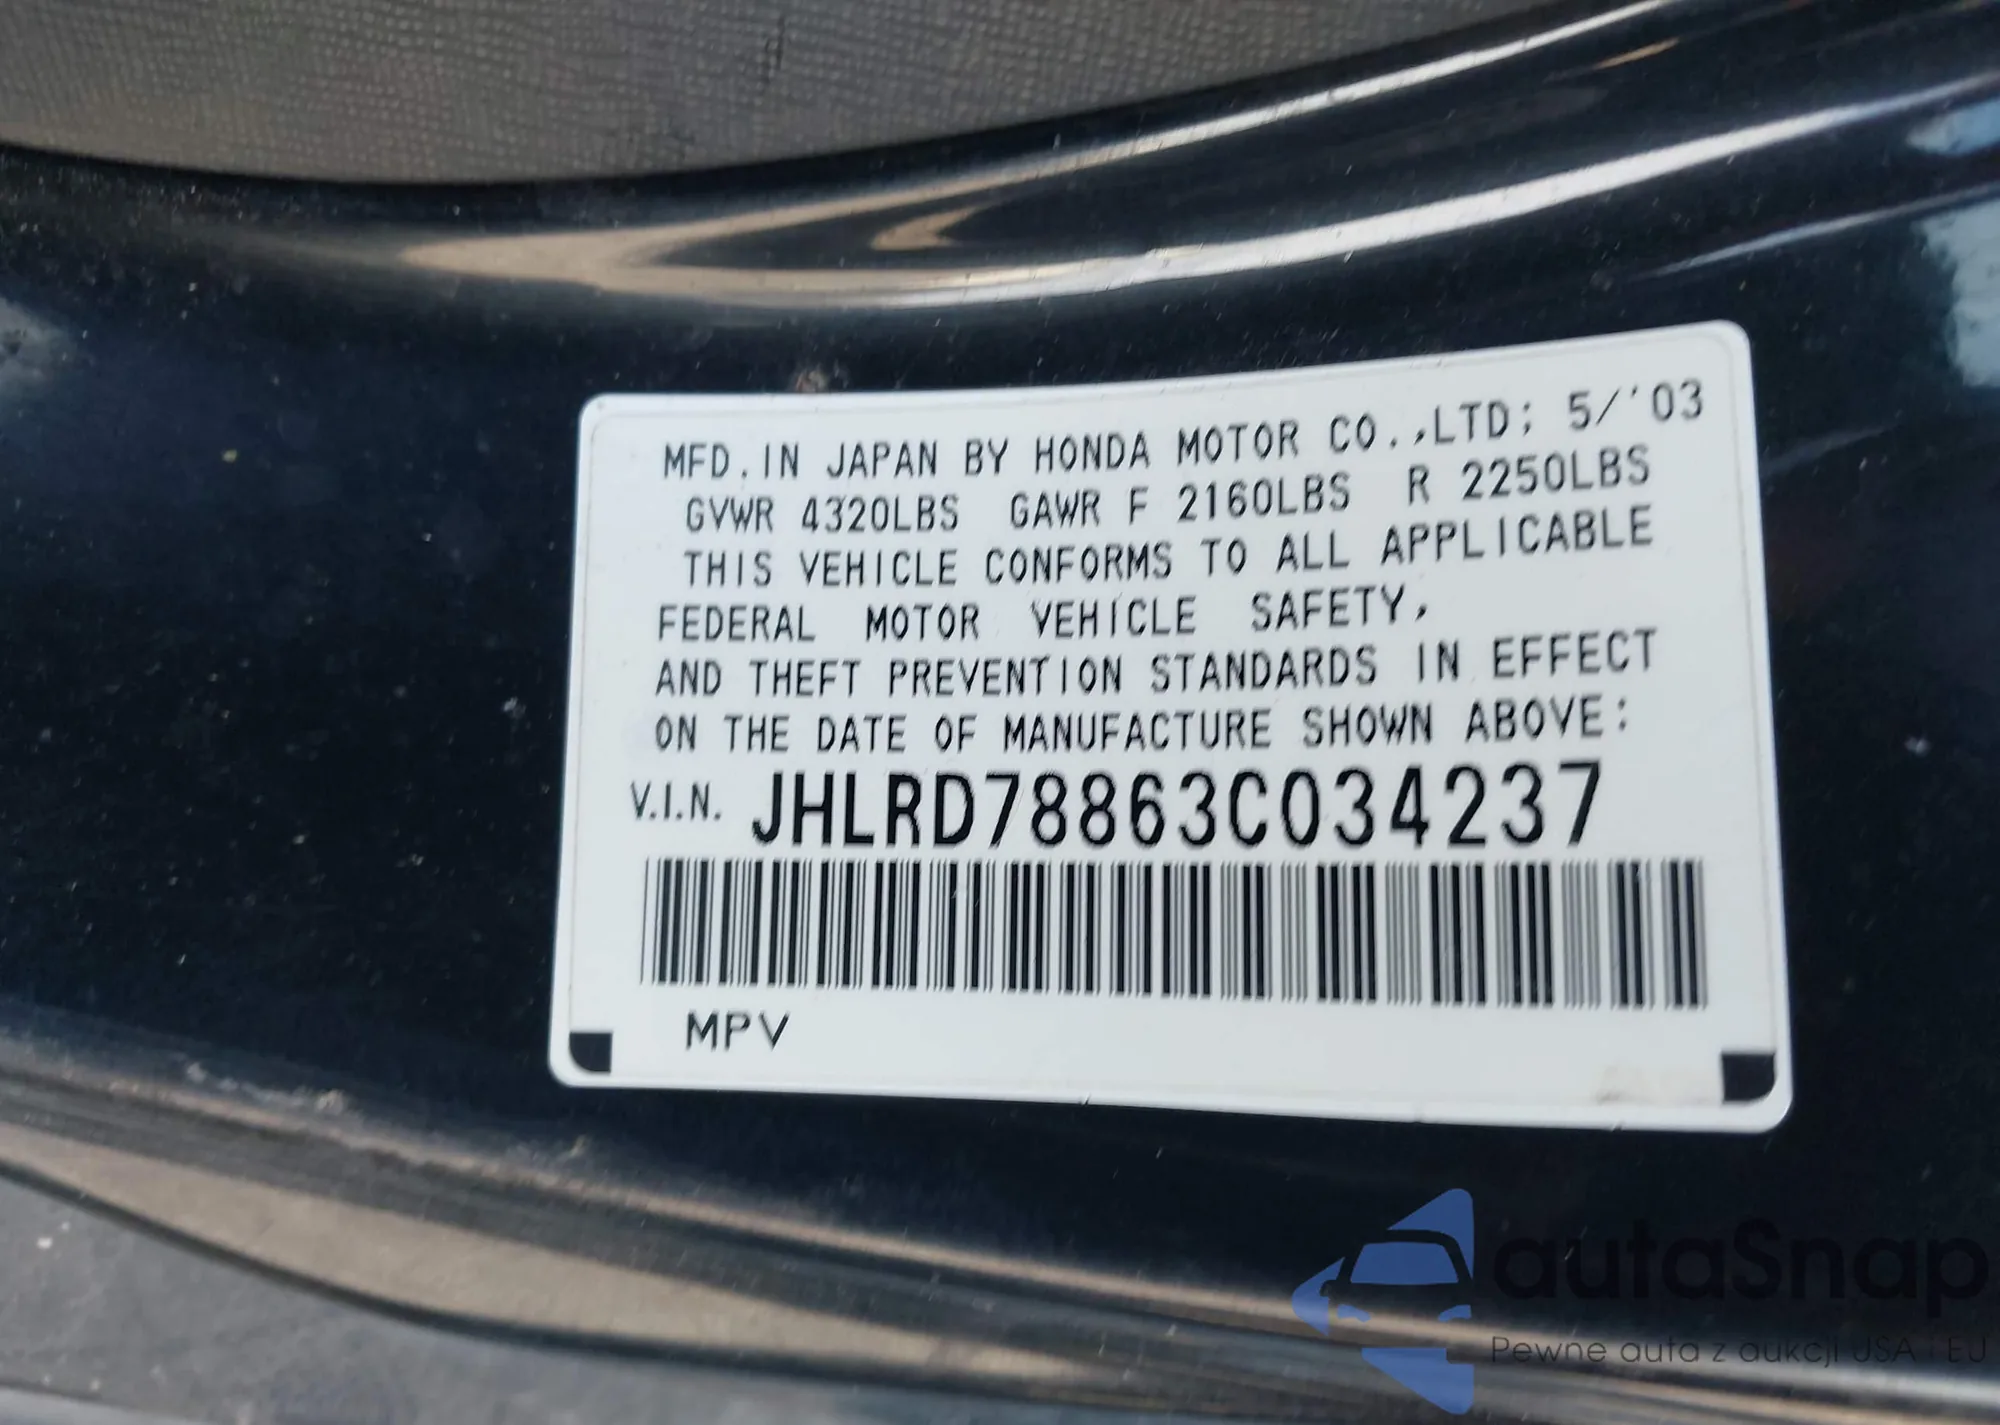 MFD. IN JAPAN BY HONDA MOTOR CO.,LTD; 5/'03
GVWR 4320LBS GAWR F 2160LBS R 2250LBS
THIS VEHICLE CONFORMS TO ALL APPLICABLE
FEDERAL MOTOR VEHICLE SAFETY,
AND THEFT PREVENTION STANDARDS IN EFFECT
ON THE DATE OF MANUFACTURE SHOWN ABOVE:
V.I.N. JHLRD78863C034237
MPV
autaSnap
Pewne auta z aukcji USA i EU